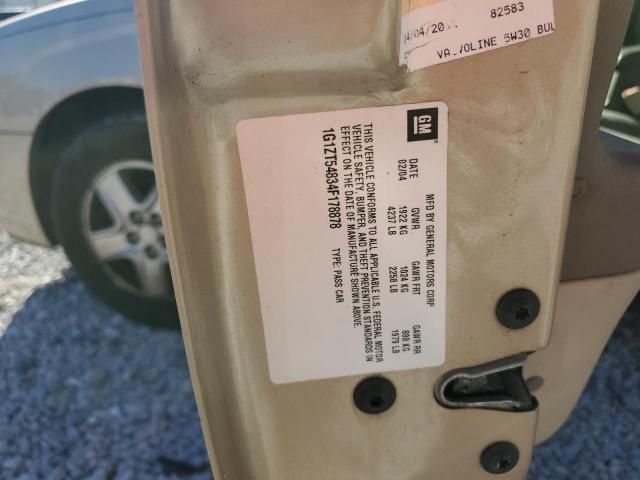 82583
VALVOLINE 5W30 BUL
GM
MFD BY GENERAL MOTORS CORP
DATE GVWR GAWR FRT GAWR RR
02/04 1922 KG 1024 KG 898 KG
4237 LB 2258 LB 1979 LB
THIS VEHICLE CONFORMS TO ALL APPLICABLE U.S. FEDERAL MOTOR
VEHICLE SAFETY, BUMPER, AND THEFT PREVENTION STANDARDS IN
EFFECT ON THE DATE OF MANUFACTURE SHOWN ABOVE.
1G1ZT54834F178878 TYPE: PASS CAR